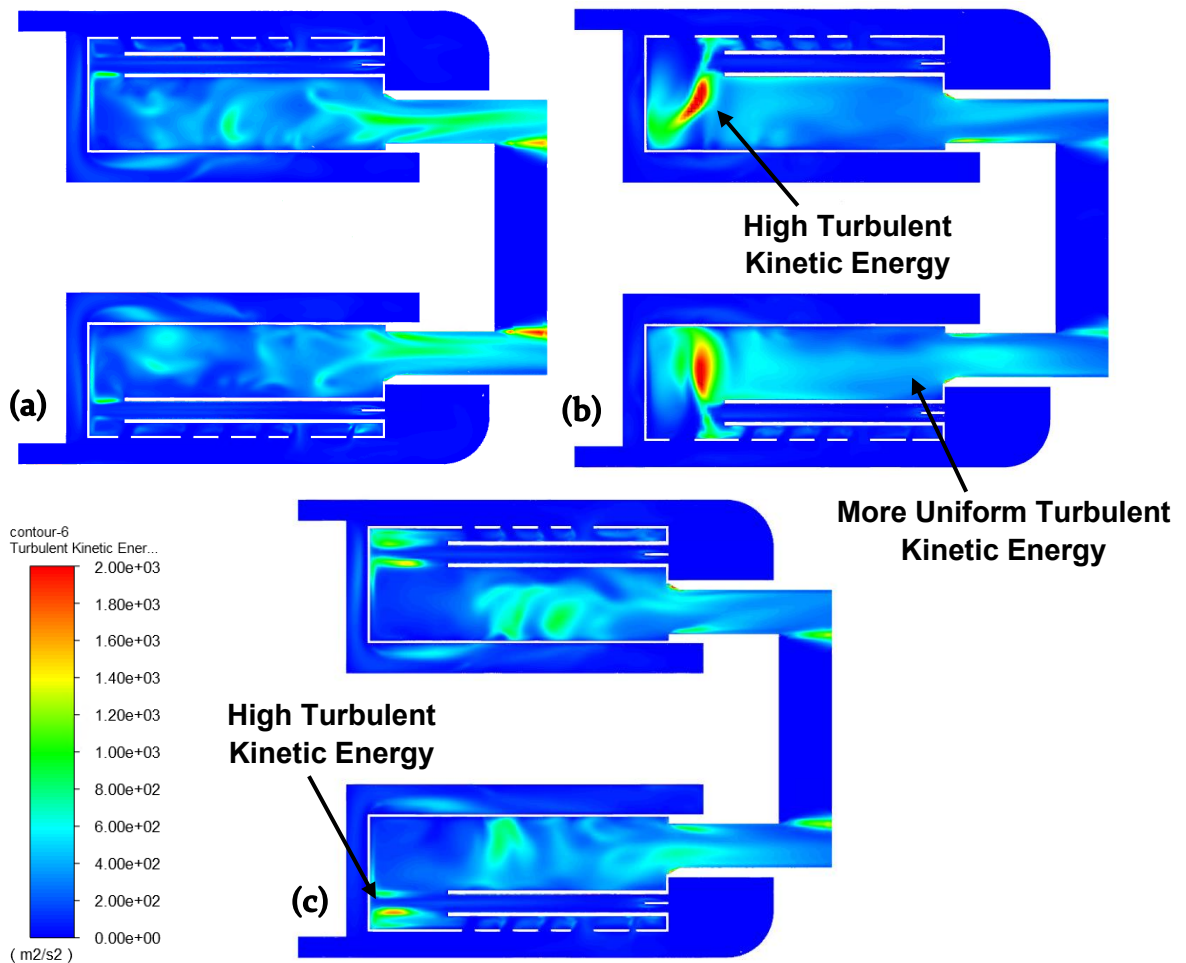 High Turbulent
Kinetic Energy
(a)
(b)
More Uniform Turbulent
Kinetic Energy
contour-6
Turbulent Kinetic Ener...
2.00e+03
1.80e+03
1.60e+03
1.40e+03
1.20e+03
1.00e+03
8.00e+02
6.00e+02
4.00e+02
2.00e+02
0.00e+00
( m2/s2 )
High Turbulent
Kinetic Energy
(c)